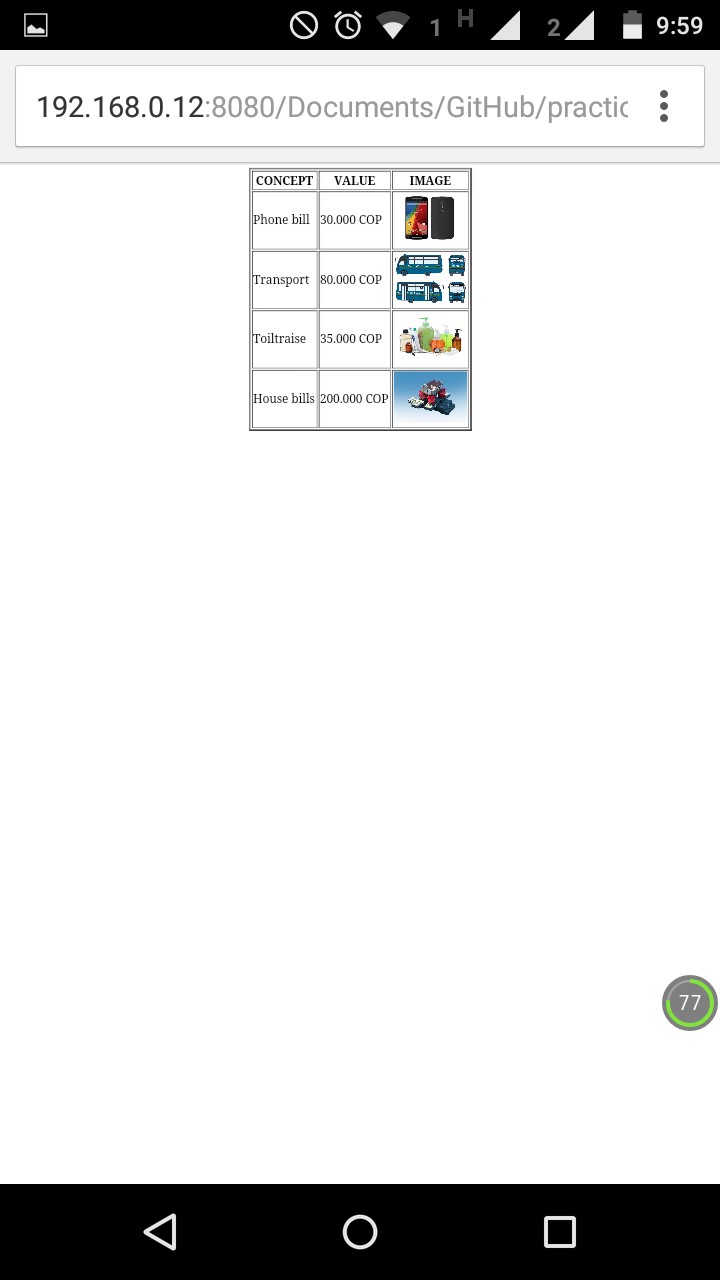 1 H 2 9:59
192.168.0.12:8080/Documents/GitHub/practic
CONCEPT VALUE IMAGE
Phone bill 30.000 COP
Transport 80.000 COP
Toiltraise 35.000 COP
House bills 200.000 COP
77